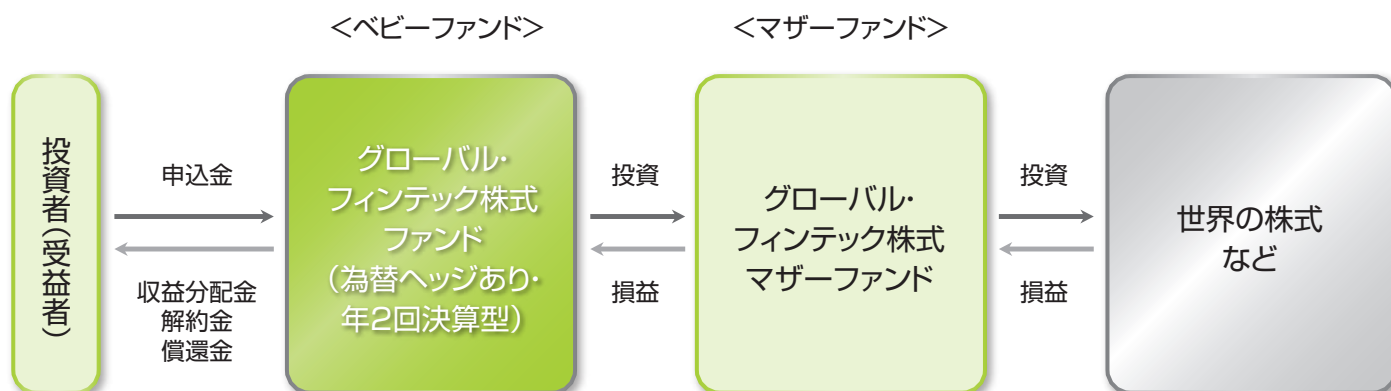 ＜ベビーファンド＞
＜マザーファンド＞
投資者（受益者）
申込金
収益分配金
解約金
償還金
グローバル・
フィンテック株式
ファンド
（為替ヘッジあり・
年2回決算型）
投資
損益
グローバル・
フィンテック株式
マザーファンド
投資
損益
世界の株式
など